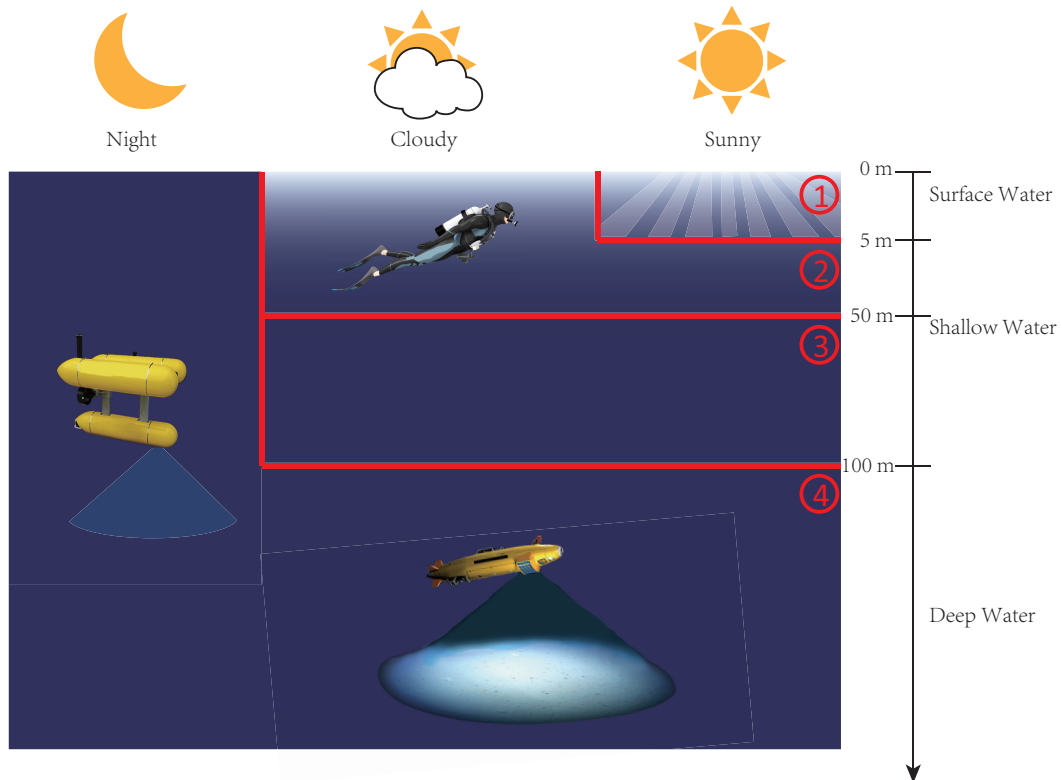 Night
Cloudy
Sunny
0 m
①
Surface Water
5 m
②
50 m
Shallow Water
③
100 m
④
Deep Water